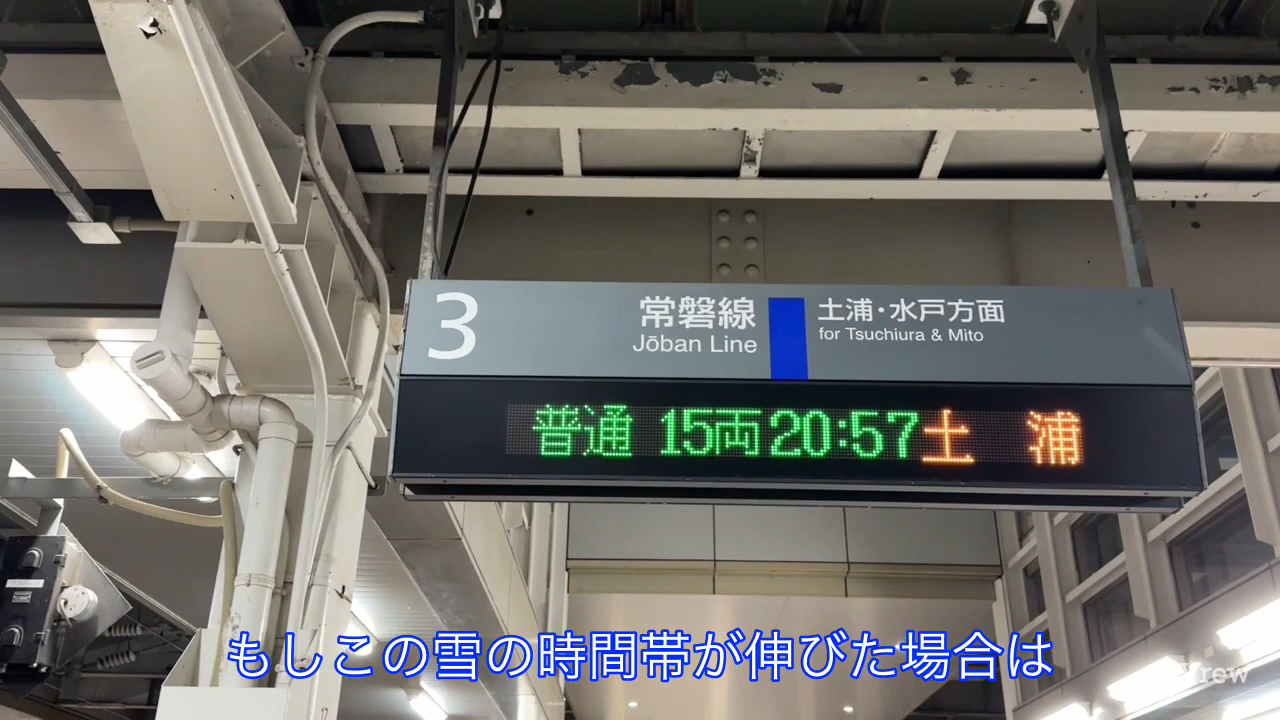 3
常磐線
Jōban Line
土浦・水戸方面
for Tsuchiura & Mito
普通 15両 20:57 土 浦
もしこの雪の時間帯が伸びた場合は